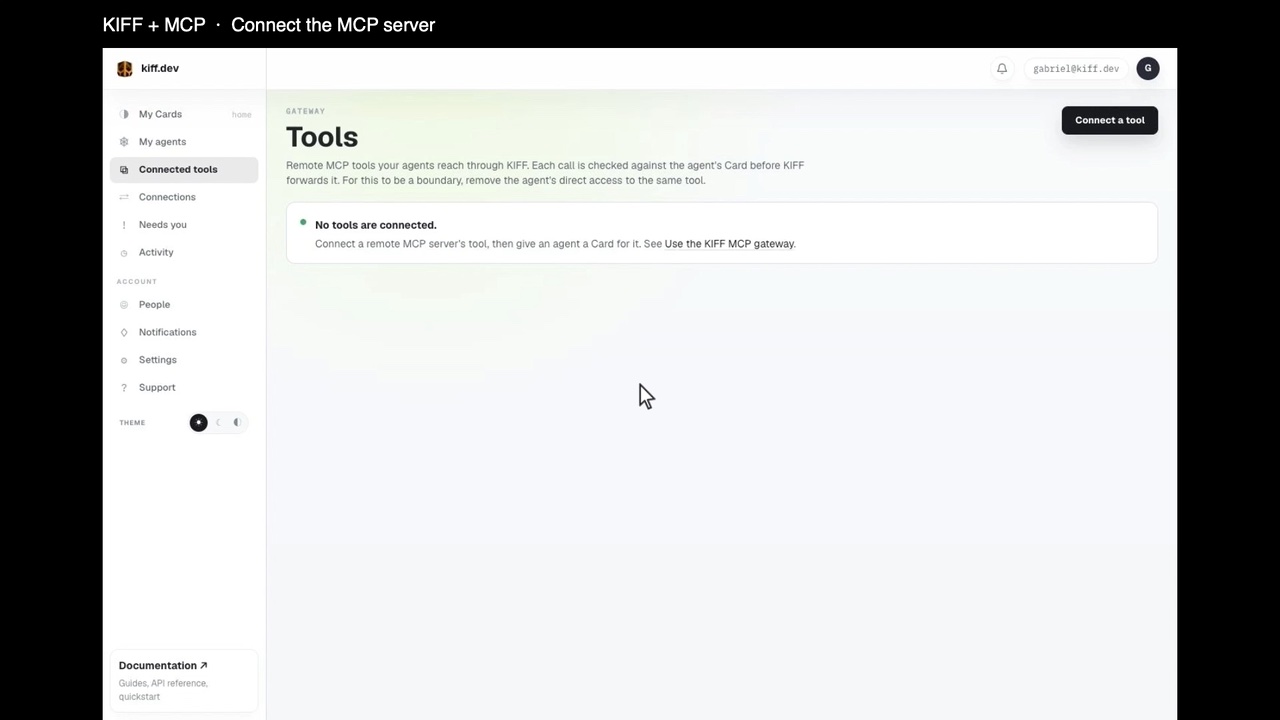 KIFF + MCP · Connect the MCP server
kiff.dev
gabriel@kiff.dev
G
My Cards
home
My agents
Connected tools
Connections
Needs you
Activity
ACCOUNT
People
Notifications
Settings
Support
THEME
Documentation ↗
Guides, API reference,
quickstart
GATEWAY
Tools
Connect a tool
Remote MCP tools your agents reach through KIFF. Each call is checked against the agent's Card before KIFF
forwards it. For this to be a boundary, remove the agent's direct access to the same tool.
No tools are connected.
Connect a remote MCP server's tool, then give an agent a Card for it. See Use the KIFF MCP gateway.